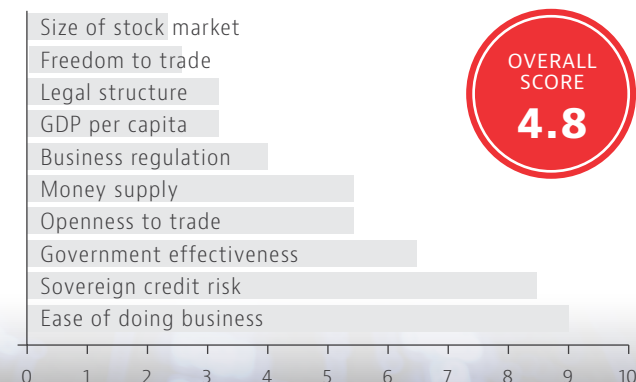 Size of stock market
Freedom to trade
Legal structure
GDP per capita
Business regulation
Money supply
Openness to trade
Government effectiveness
Sovereign credit risk
Ease of doing business
0 1 2 3 4 5 6 7 8 9 10
OVERALL
SCORE
4.8